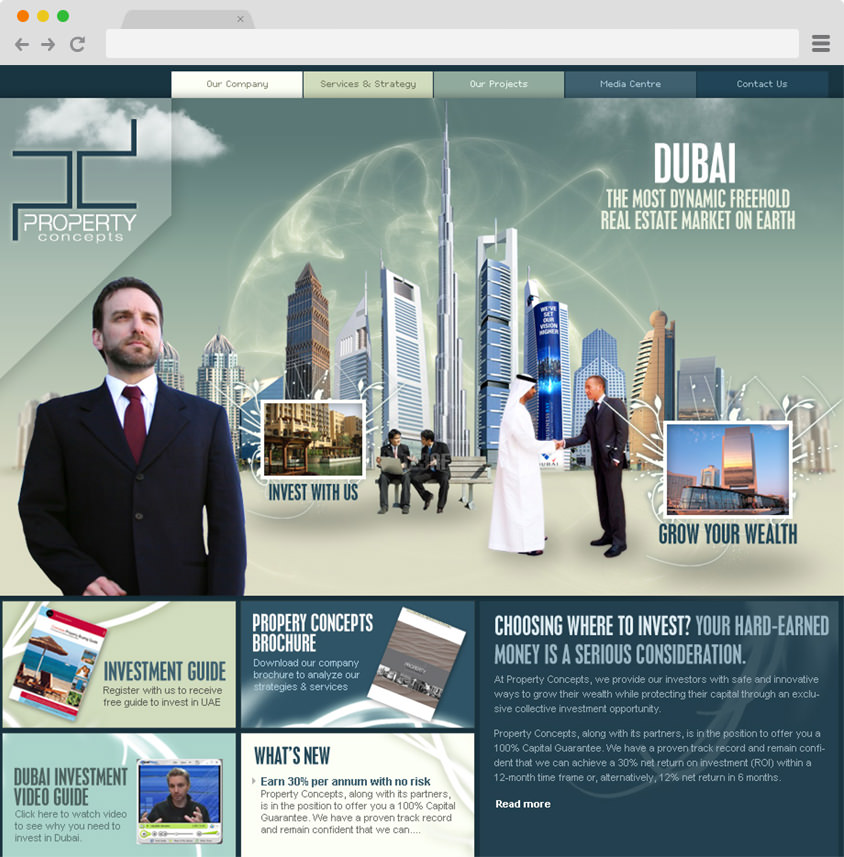 Our Company
Services & Strategy
Our Projects
Media Centre
Contact Us
PROPERTY
concepts
DUBAI
THE MOST DYNAMIC FREEHOLD
REAL ESTATE MARKET ON EARTH
WE'VE
SET
OUR
VISION
HIGHER
INVEST WITH US
DUBAI
GROW YOUR WEALTH
INVESTMENT GUIDE
Register with us to receive
free guide to invest in UAE
PROPERY CONCEPTS
BROCHURE
Download our company
brochure to analyze our
strategies & services
PROPERTY
DUBAI INVESTMENT
VIDEO GUIDE
Click here to watch video
to see why you need to
invest in Dubai.
WHAT'S NEW
Earn 30% per annum with no risk
Property Concepts, along with its partners,
is in the position to offer you a 100% Capital
Guarantee. We have a proven track record
and remain confident that we can....
CHOOSING WHERE TO INVEST? YOUR HARD-EARNED
MONEY IS A SERIOUS CONSIDERATION.
At Property Concepts, we provide our investors with safe and innovative
ways to grow their wealth while protecting their capital through an exclu-
sive collective investment opportunity.
Property Concepts, along with its partners, is in the position to offer you a
100% Capital Guarantee. We have a proven track record and remain confi-
dent that we can achieve a 30% net return on investment (ROI) within a
12-month time frame or, alternatively, 12% net return in 6 months.
Read more